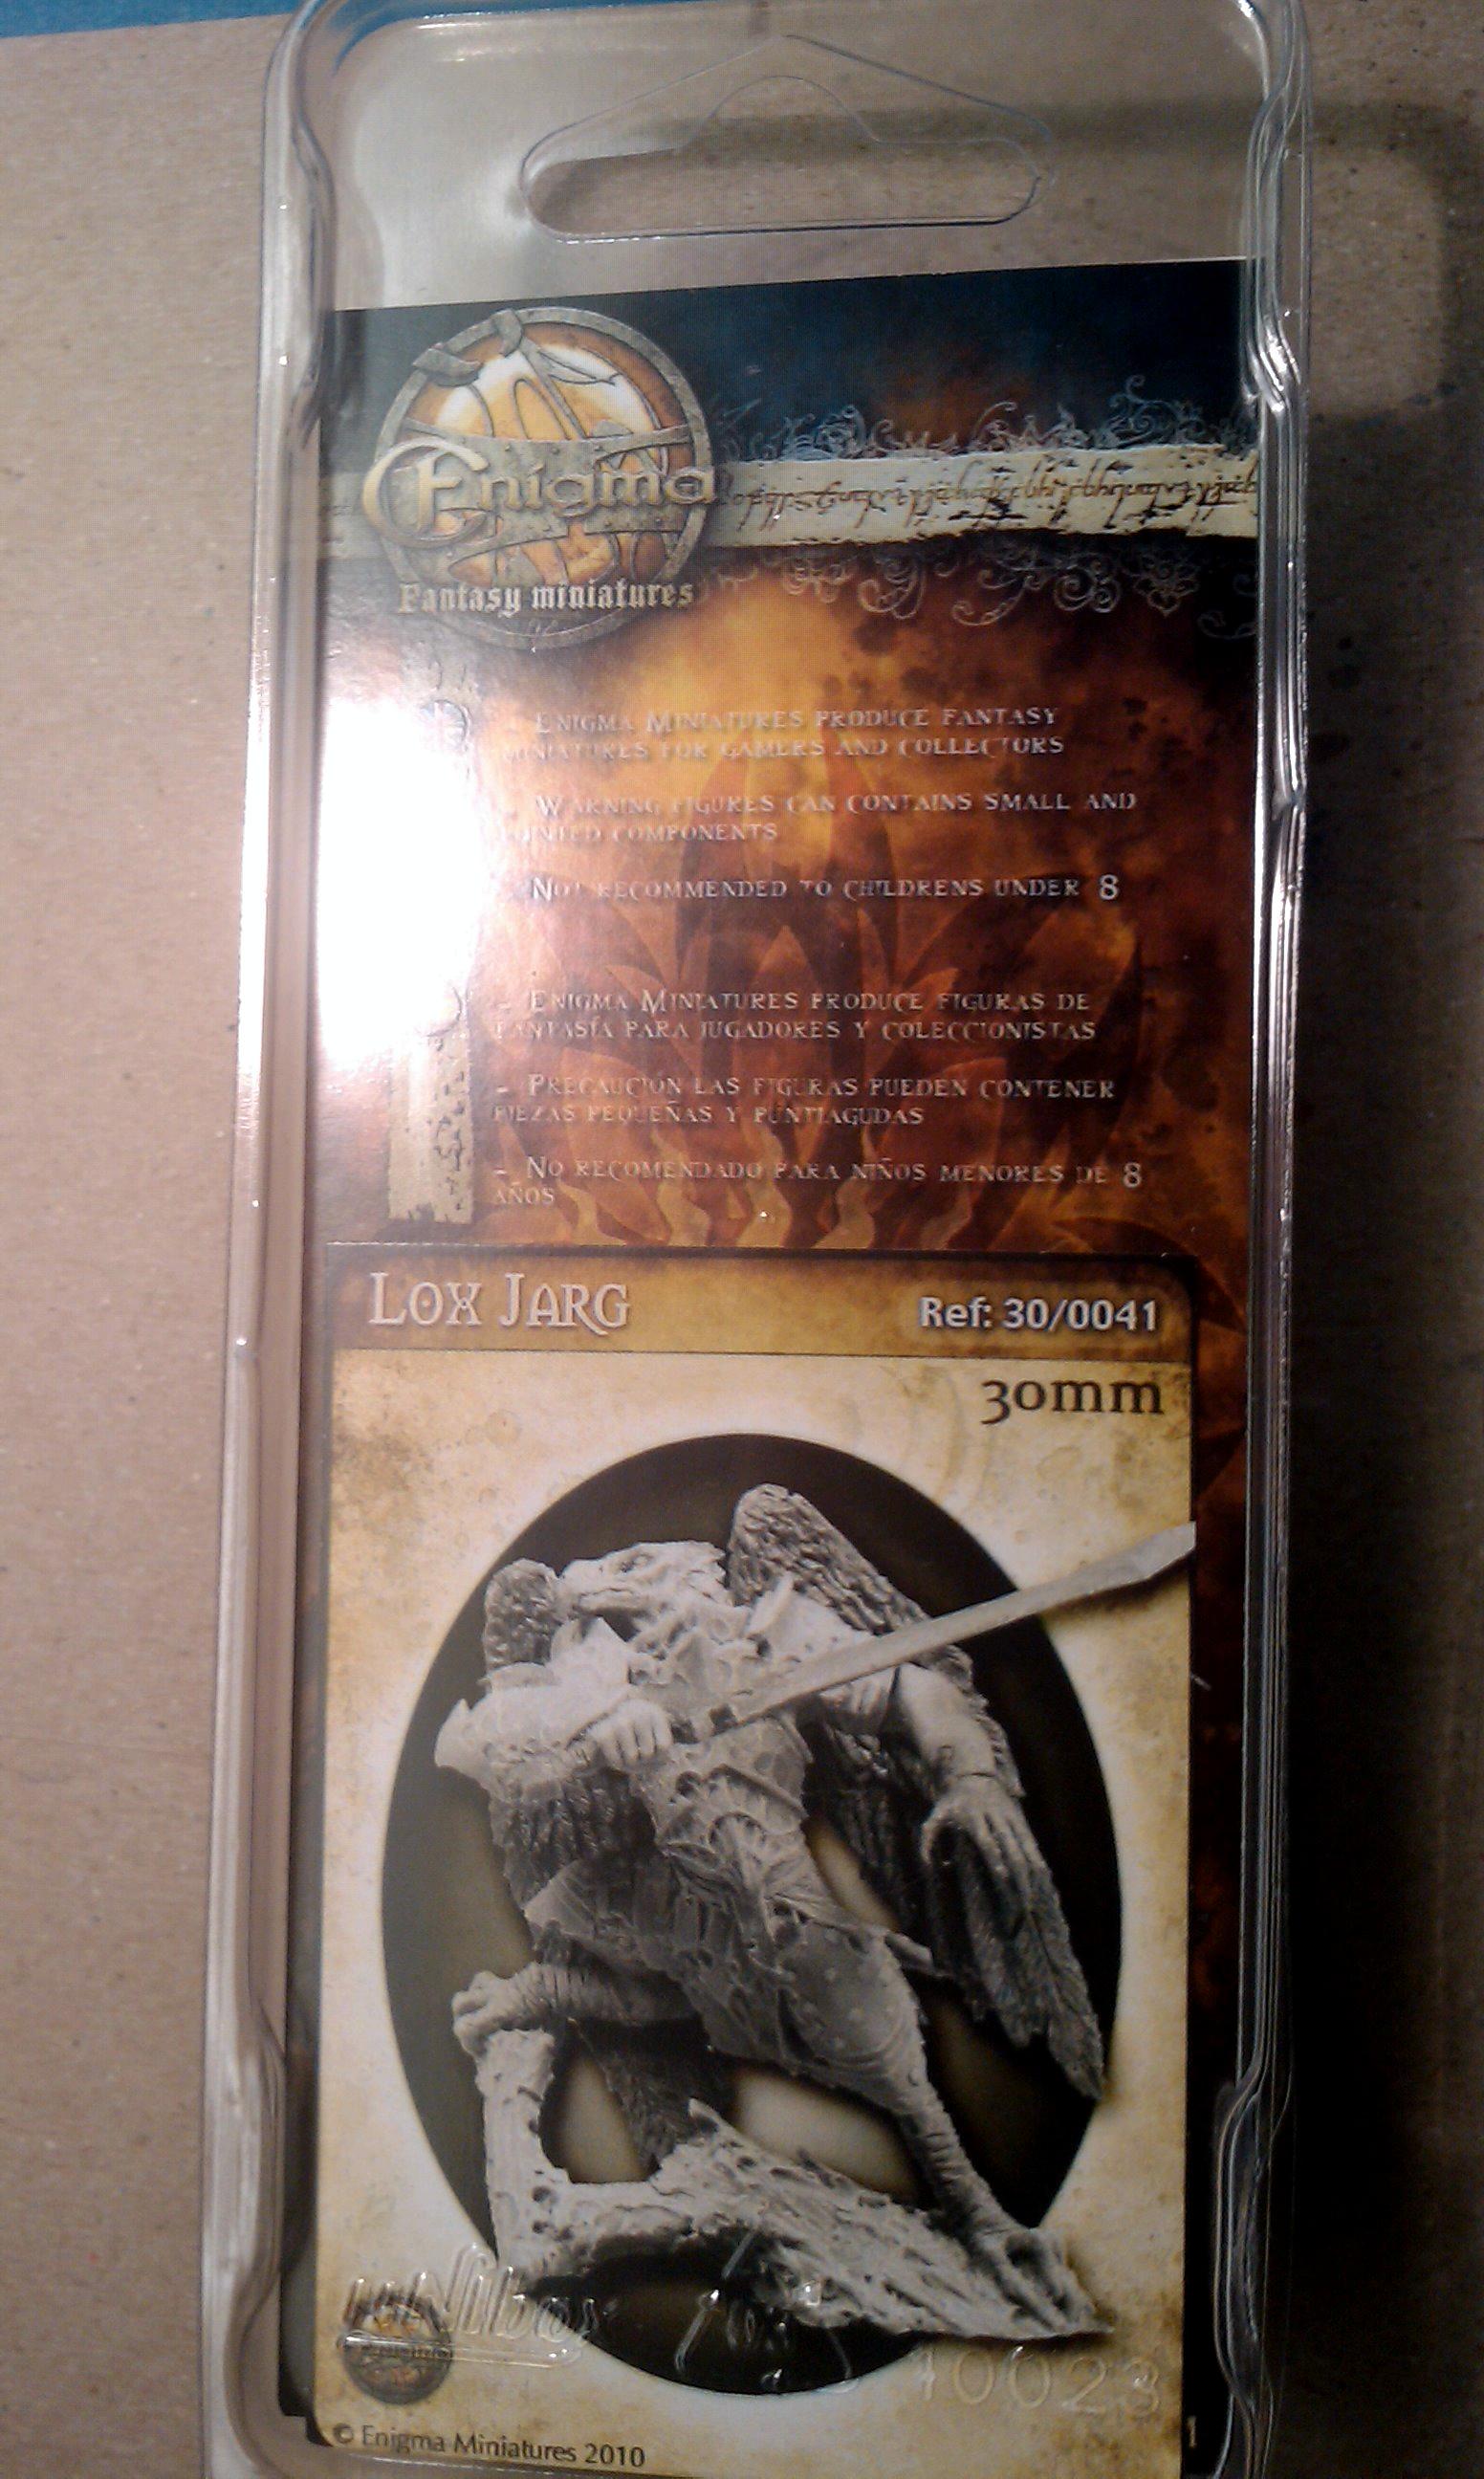 Enigma
Fantasy miniatures
- Enigma Miniatures produce fantasy
miniatures for gamers and collectors
- Warning figures can contains small and
pointed components
- Not recommended to childrens under 8
- Enigma Miniatures produce figuras de
fantasía para jugadores y coleccionistas
- Precaución las figuras pueden contener
piezas pequeñas y puntiagudas
- No recomendado para niños menores de 8
años
Lox Jarg
Ref: 30/0041
30mm
10023
© Enigma Miniatures 2010